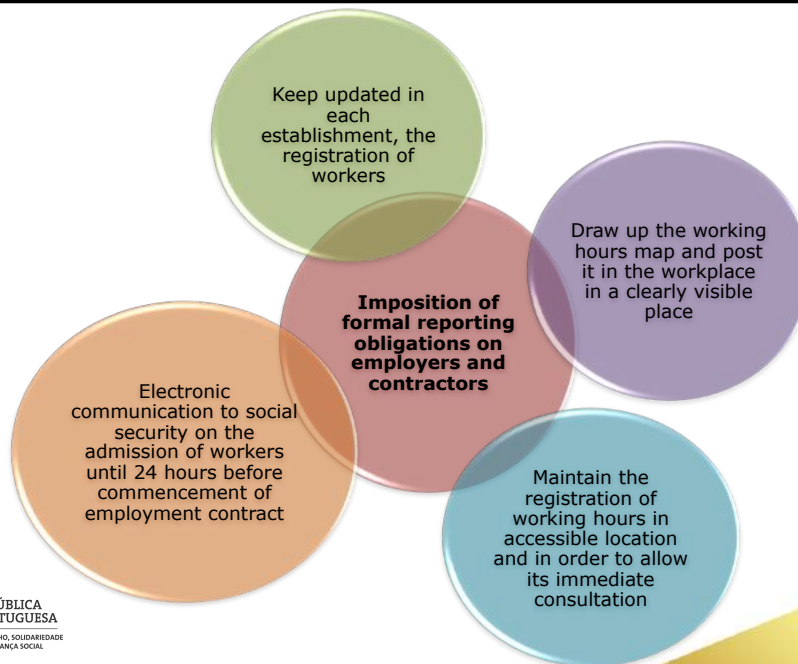 Keep updated in
each
establishment, the
registration of
workers
Draw up the working
hours map and post
it in the workplace
in a clearly visible
place
Imposition of
formal reporting
obligations on
employers and
contractors
Electronic
communication to social
security on the
admission of workers
until 24 hours before
commencement of
employment contract
Maintain the
registration of
working hours in
accessible location
and in order to allow
its immediate
consultation
ÚBLICA
TUGUESA
HO, SOLIDARIEDADE
ANÇA SOCIAL